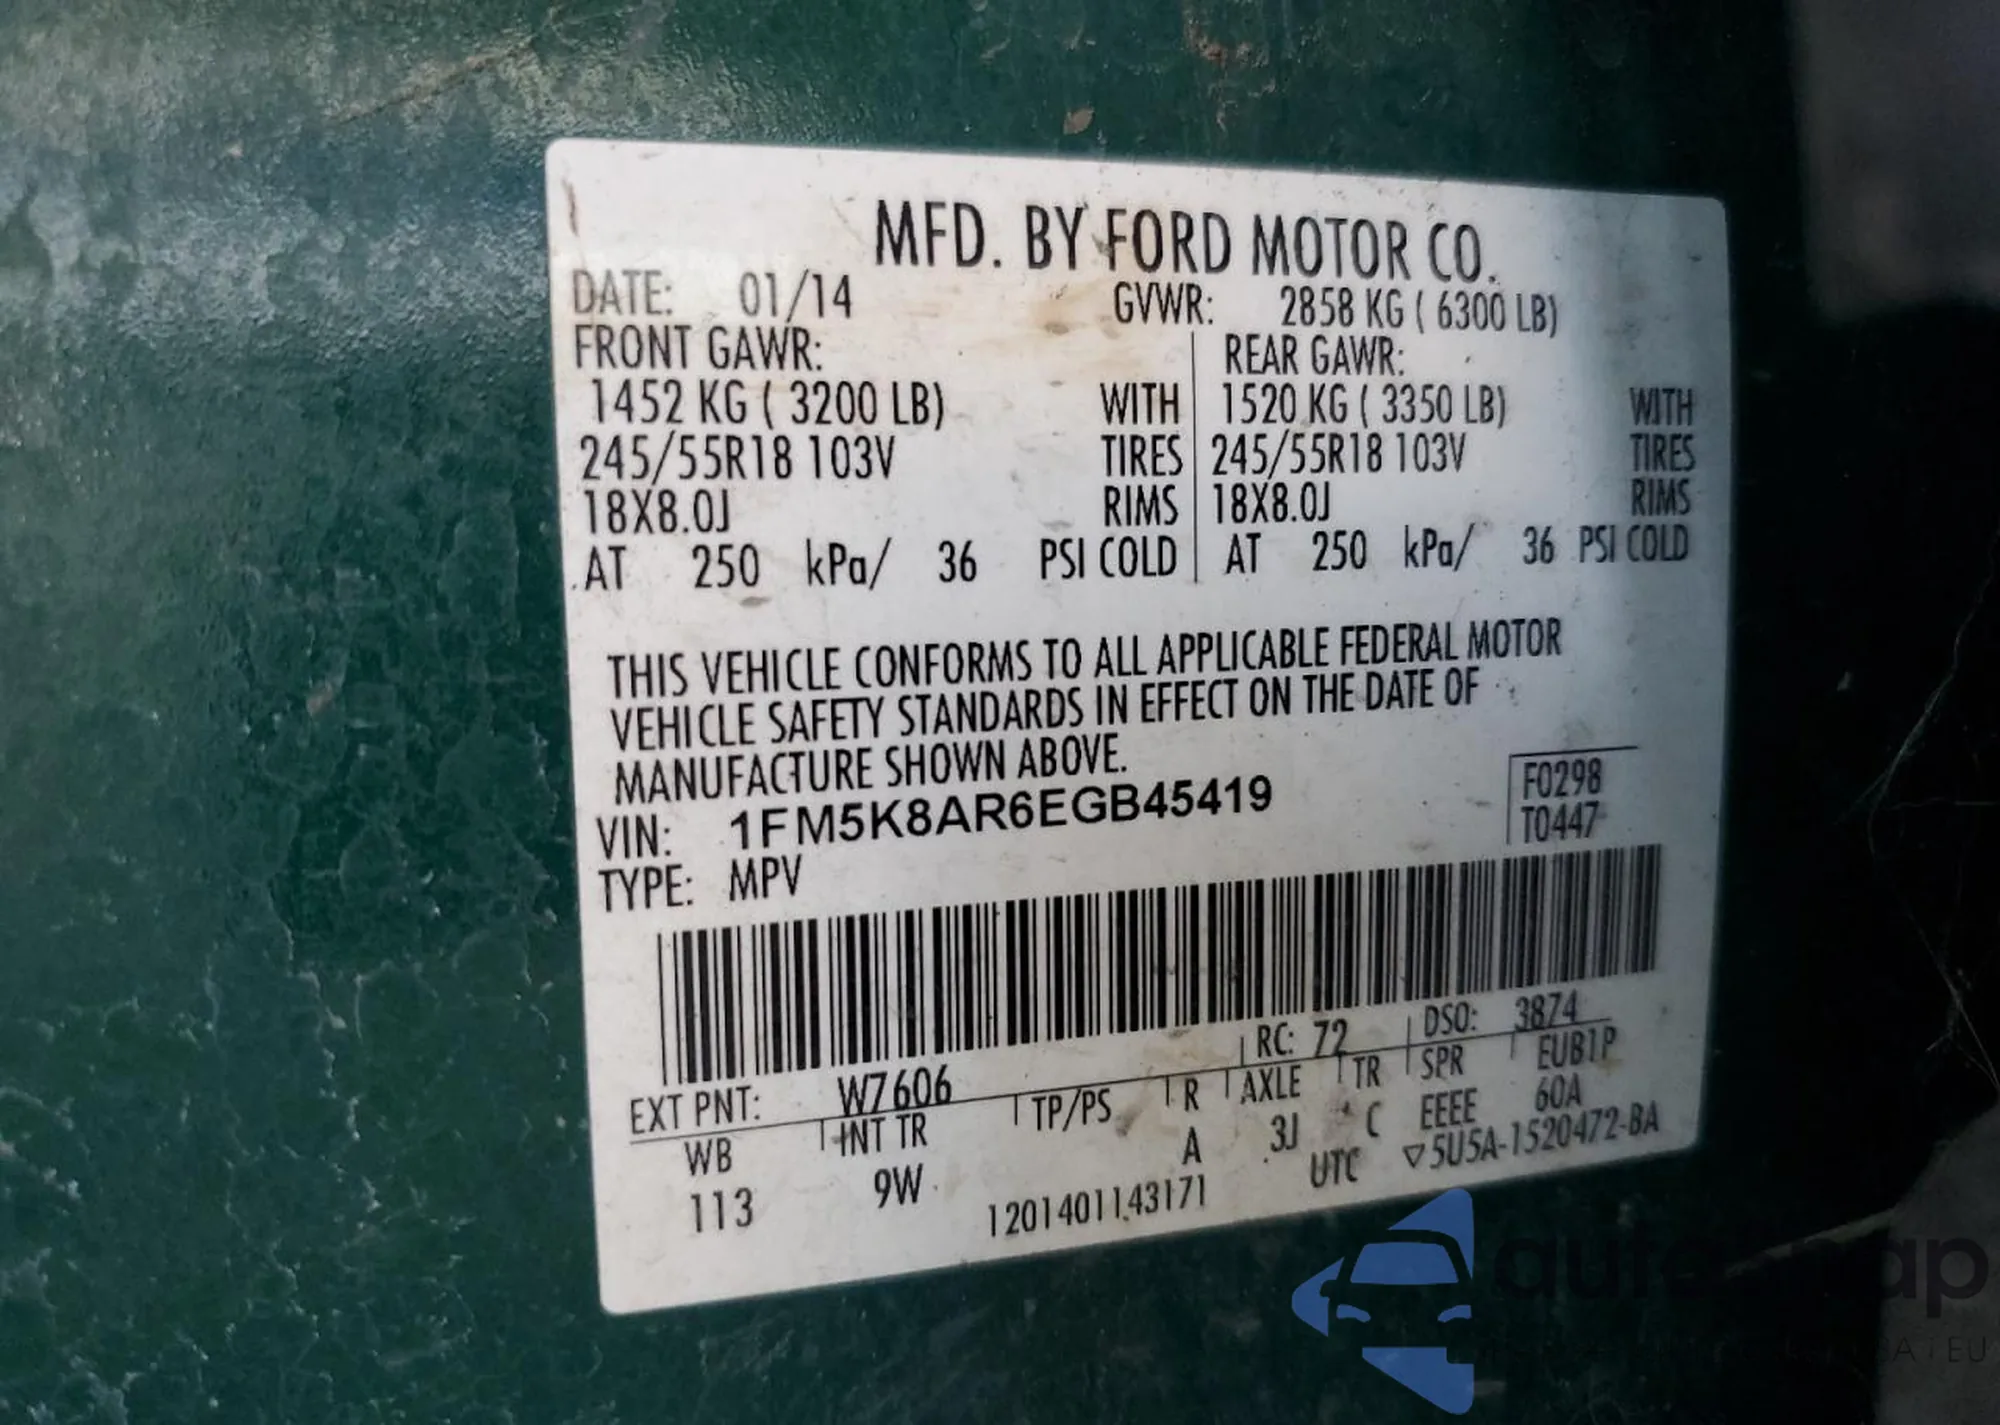 MFD. BY FORD MOTOR CO.
DATE: 01/14 GVWR: 2858 KG ( 6300 LB)
FRONT GAWR: REAR GAWR:
1452 KG ( 3200 LB) WITH 1520 KG ( 3350 LB) WITH
245/55R18 103V TIRES 245/55R18 103V TIRES
18X8.0J RIMS 18X8.0J RIMS
AT 250 kPa/ 36 PSI COLD AT 250 kPa/ 36 PSI COLD
THIS VEHICLE CONFORMS TO ALL APPLICABLE FEDERAL MOTOR
VEHICLE SAFETY STANDARDS IN EFFECT ON THE DATE OF
MANUFACTURE SHOWN ABOVE.
VIN: 1FM5K8AR6EGB45419 F0298
TYPE: MPV T0447
EXT PNT: W7606 RC: 72 DSO: 3874
WB INT TR TP/PS R AXLE TR SPR EUB1P
113 9W A 3J C EEEE 60A
1201401143171 UTC ▽5U5A-1520472-BA